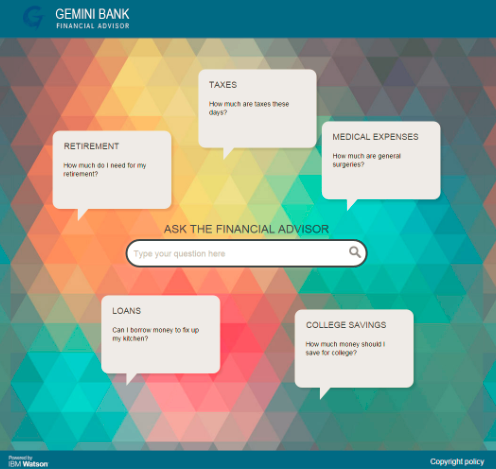 GEMINI BANK
FINANCIAL ADVISOR
TAXES
How much are taxes these
days?
RETIREMENT
How much do I need for my
retirement?
MEDICAL EXPENSES
How much are general
surgeries?
ASK THE FINANCIAL ADVISOR
Type your question here
LOANS
Can I borrow money to fix up
my kitchen?
COLLEGE SAVINGS
How much money should I
save for college?
Powered by
IBM Watson
Copyright policy